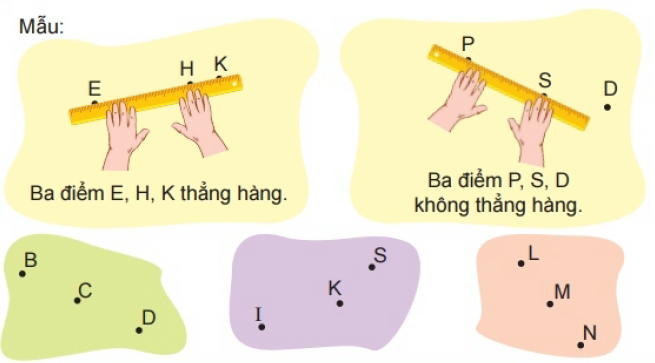 Mẫu:
E
H
K
Ba điểm E, H, K thẳng hàng.
P
S
D
Ba điểm P, S, D
không thẳng hàng.
B
C
D
S
K
I
L
M
N